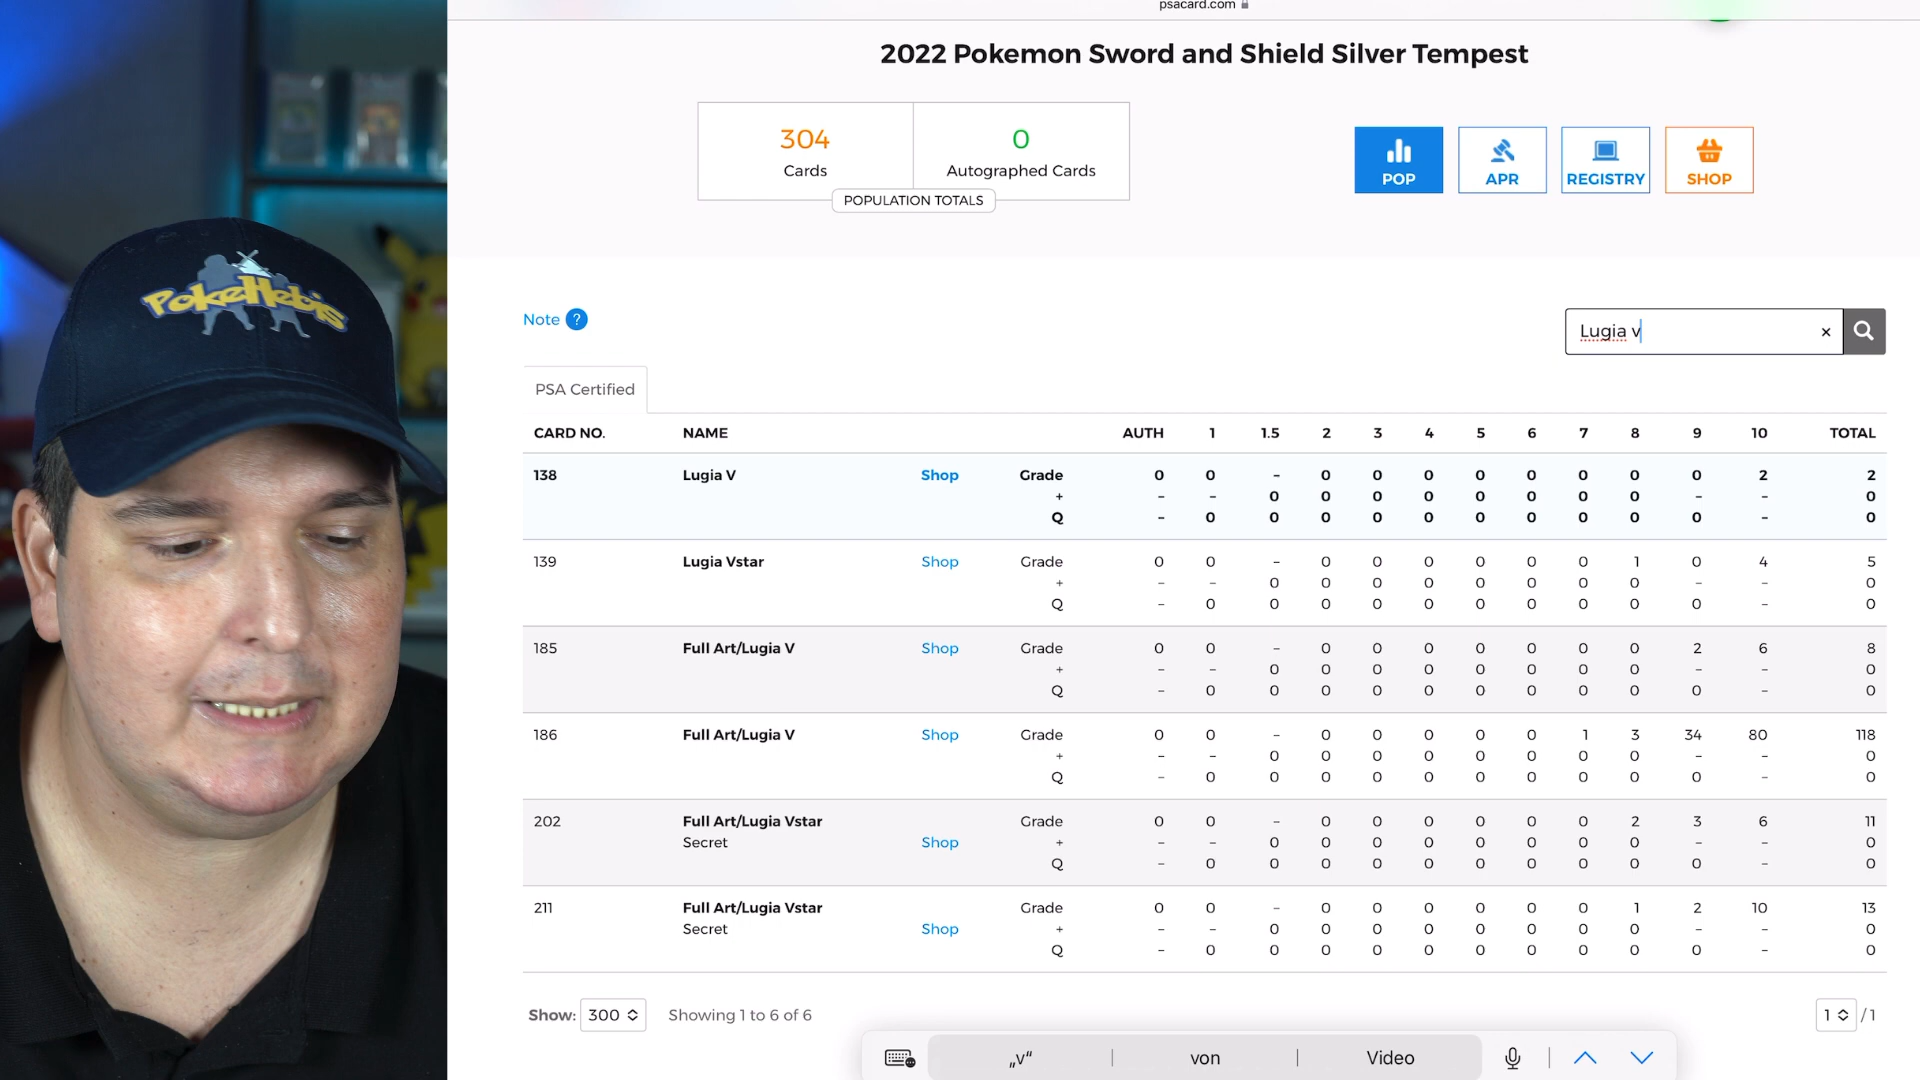 psacard.com
2022 Pokemon Sword and Shield Silver Tempest
304 0
Cards Autographed Cards
POPULATION TOTALS
POP APR REGISTRY SHOP
PokeHebis
Note ?
Lugia v ×
PSA Certified
CARD NO. NAME AUTH 1 1.5 2 3 4 5 6 7 8 9 10 TOTAL
138 Lugia V Shop Grade 0 0 – 0 0 0 0 0 0 0 0 2 2
+ – – 0 0 0 0 0 0 0 0 – – 0
Q – 0 0 0 0 0 0 0 0 0 0 – 0
139 Lugia Vstar Shop Grade 0 0 – 0 0 0 0 0 0 1 0 4 5
+ – – 0 0 0 0 0 0 0 0 – – 0
Q – 0 0 0 0 0 0 0 0 0 0 – 0
185 Full Art/Lugia V Shop Grade 0 0 – 0 0 0 0 0 0 0 2 6 8
+ – – 0 0 0 0 0 0 0 0 – – 0
Q – 0 0 0 0 0 0 0 0 0 0 – 0
186 Full Art/Lugia V Shop Grade 0 0 – 0 0 0 0 0 1 3 34 80 118
+ – – 0 0 0 0 0 0 0 0 – – 0
Q – 0 0 0 0 0 0 0 0 0 0 – 0
202 Full Art/Lugia Vstar Grade 0 0 – 0 0 0 0 0 0 2 3 6 11
Secret Shop + – – 0 0 0 0 0 0 0 0 – – 0
Q – 0 0 0 0 0 0 0 0 0 0 – 0
211 Full Art/Lugia Vstar Grade 0 0 – 0 0 0 0 0 0 1 2 10 13
Secret Shop + – – 0 0 0 0 0 0 0 0 – – 0
Q – 0 0 0 0 0 0 0 0 0 0 – 0
Show: 300 Showing 1 to 6 of 6 1 / 1
„v“ von Video